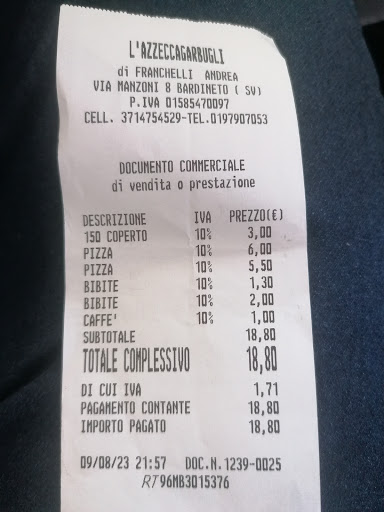 L'AZZECCAGARBUGLI
di FRANCHELLI ANDREA
VIA MANZONI 8 BARDINETO ( SV)
P.IVA 01585470097
CELL. 3714754529-TEL.0197907053
DOCUMENTO COMMERCIALE
di vendita o prestazione
DESCRIZIONE IVA PREZZO(€)
150 COPERTO 10% 3,00
PIZZA 10% 6,00
PIZZA 10% 5,50
BIBITE 10% 1,30
BIBITE 10% 2,00
CAFFE' 10% 1,00
SUBTOTALE 18,80
TOTALE COMPLESSIVO 18,80
DI CUI IVA 1,71
PAGAMENTO CONTANTE 18,80
IMPORTO PAGATO 18,80
09/08/23 21:57 DOC.N.1239-0025
RT 96MB3015376